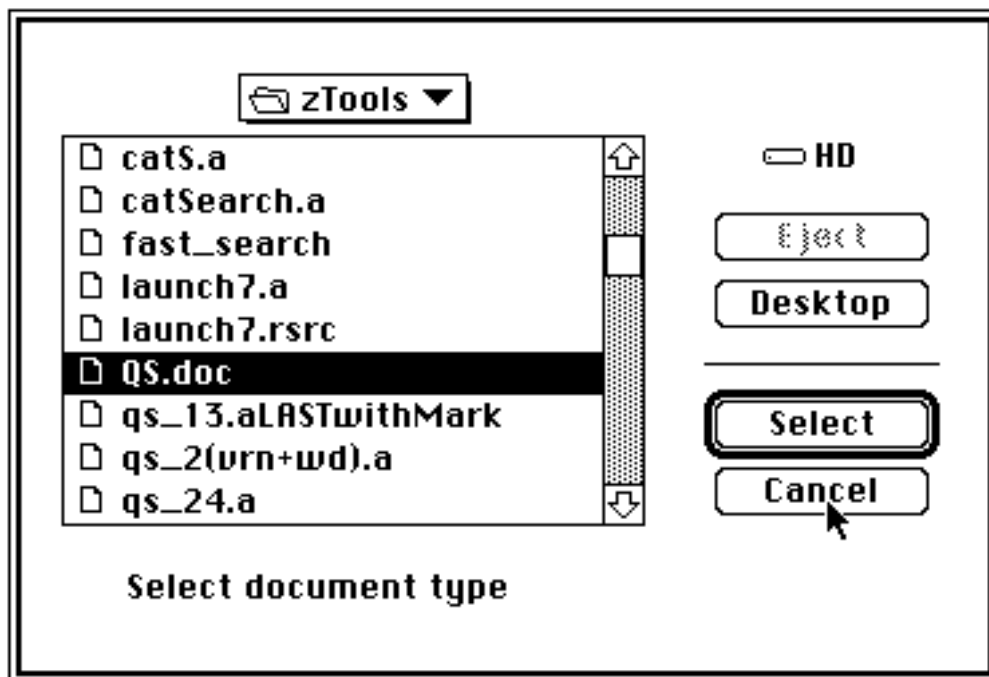 zTools
catS.a
catSearch.a
fast_search
launch7.a
launch7.rsrc
QS.doc
qs_13.aLASTwithMark
qs_2(vrn+wd).a
qs_24.a
HD
Eject
Desktop
Select
Cancel
Select document type